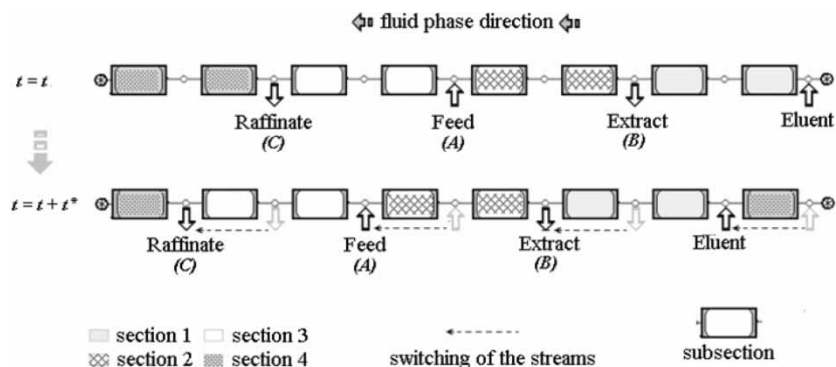 fluid phase direction
t = t
Raffinate Feed Extract Eluent
(C) (A) (B)
t = t + t*
Raffinate Feed Extract Eluent
(C) (A) (B)
section 1 section 3
section 2 section 4
switching of the streams
subsection